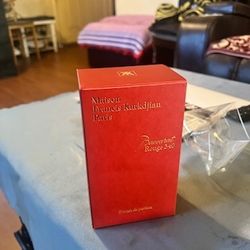 Maison
Francis Kurkdjian
Paris
Baccarat
Rouge 540
Extrait de parfum